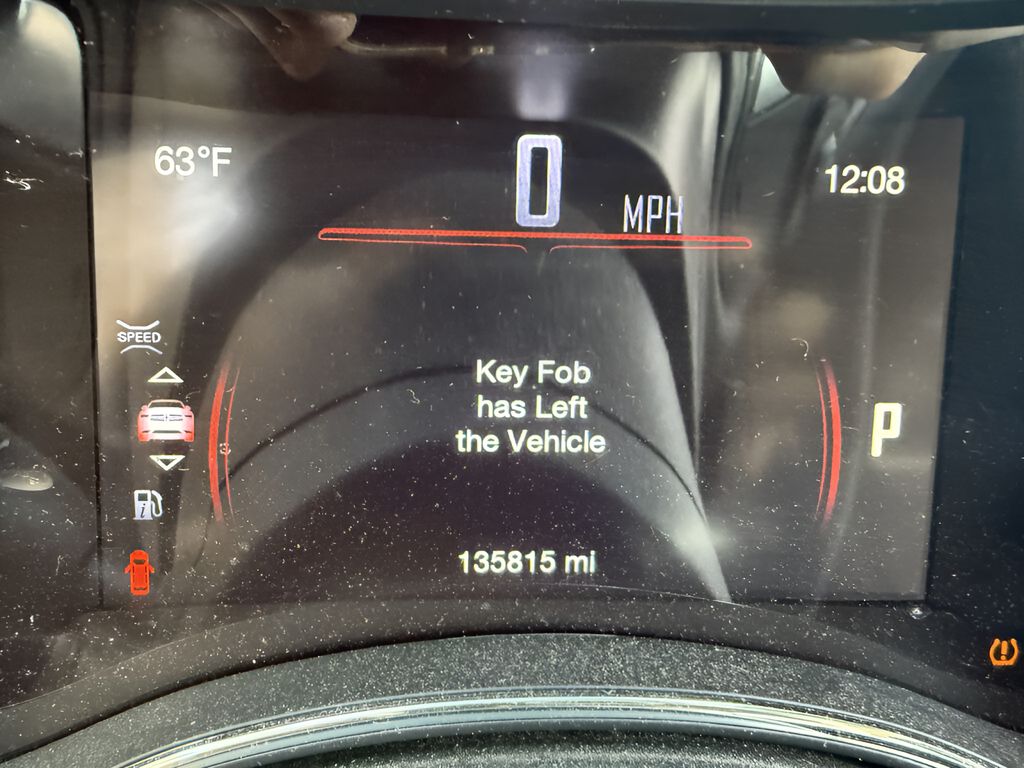 63°F
0
MPH
12:08
SPEED
Key Fob
has Left
the Vehicle
P
i
135815 mi